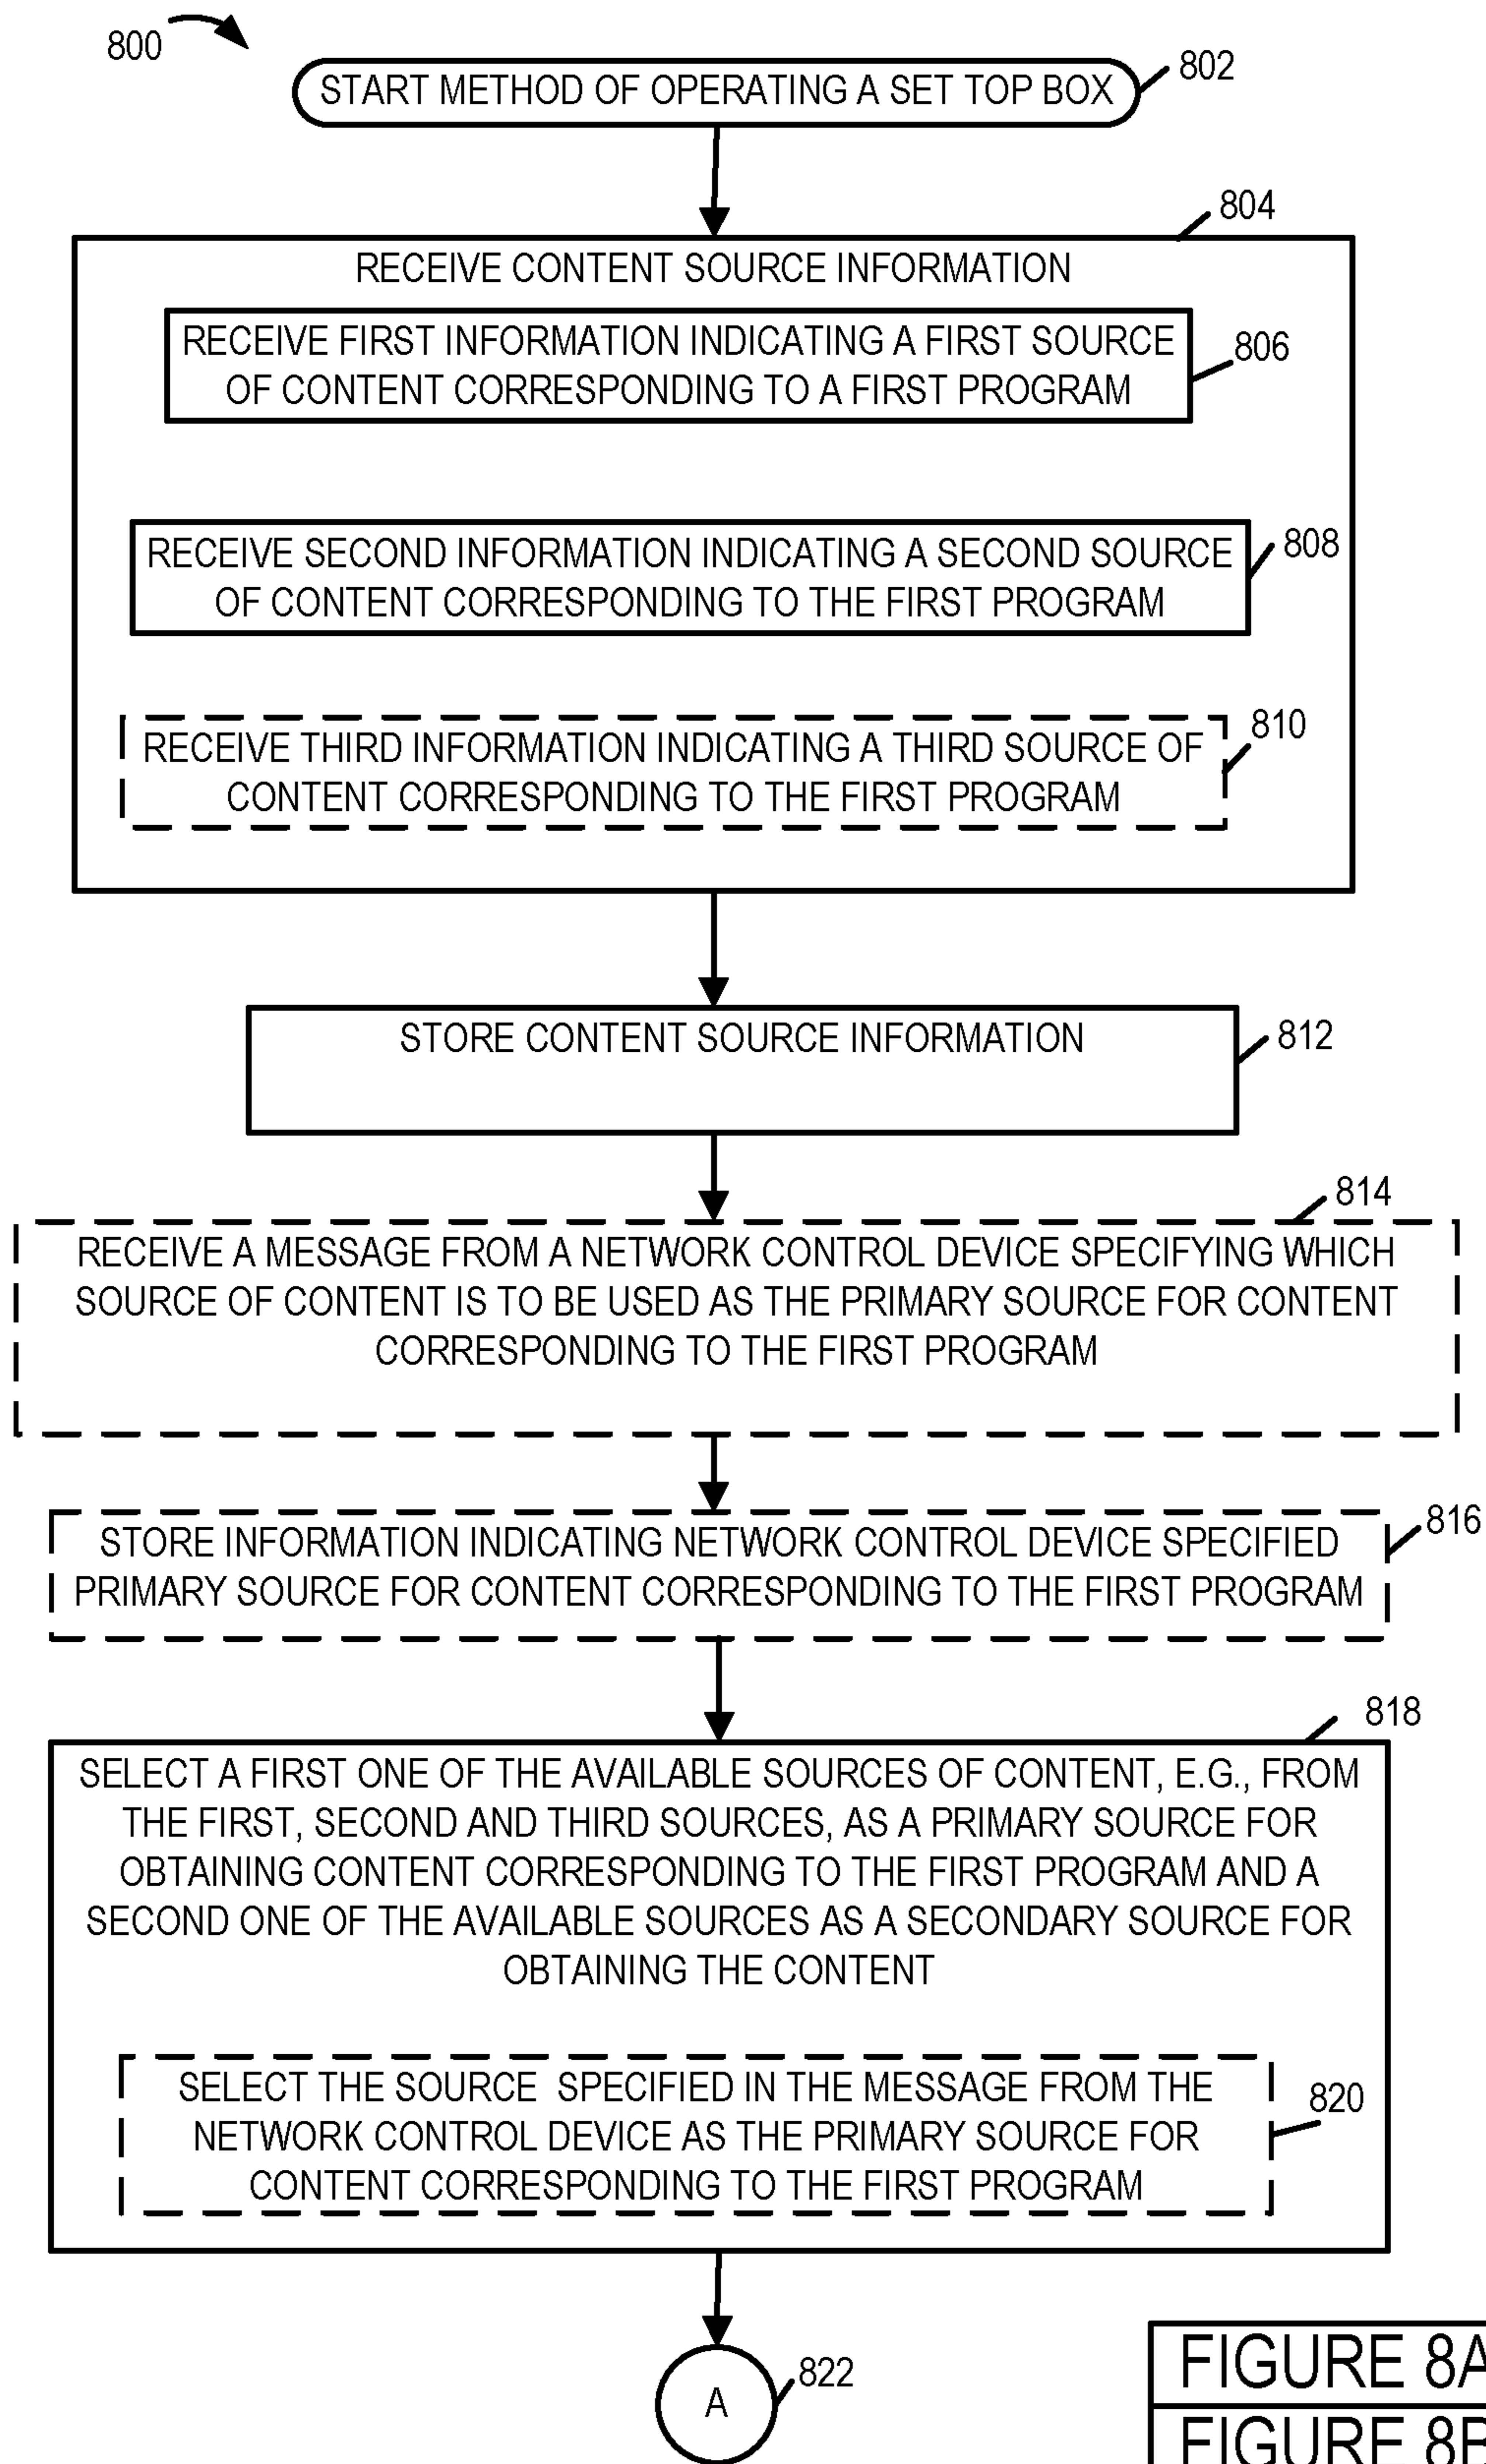 800
START METHOD OF OPERATING A SET TOP BOX
802
804
RECEIVE CONTENT SOURCE INFORMATION
RECEIVE FIRST INFORMATION INDICATING A FIRST SOURCE
OF CONTENT CORRESPONDING TO A FIRST PROGRAM
806
RECEIVE SECOND INFORMATION INDICATING A SECOND SOURCE
OF CONTENT CORRESPONDING TO THE FIRST PROGRAM
808
RECEIVE THIRD INFORMATION INDICATING A THIRD SOURCE OF
CONTENT CORRESPONDING TO THE FIRST PROGRAM
810
STORE CONTENT SOURCE INFORMATION
812
814
RECEIVE A MESSAGE FROM A NETWORK CONTROL DEVICE SPECIFYING WHICH
SOURCE OF CONTENT IS TO BE USED AS THE PRIMARY SOURCE FOR CONTENT
CORRESPONDING TO THE FIRST PROGRAM
816
STORE INFORMATION INDICATING NETWORK CONTROL DEVICE SPECIFIED
PRIMARY SOURCE FOR CONTENT CORRESPONDING TO THE FIRST PROGRAM
818
SELECT A FIRST ONE OF THE AVAILABLE SOURCES OF CONTENT, E.G., FROM
THE FIRST, SECOND AND THIRD SOURCES, AS A PRIMARY SOURCE FOR
OBTAINING CONTENT CORRESPONDING TO THE FIRST PROGRAM AND A
SECOND ONE OF THE AVAILABLE SOURCES AS A SECONDARY SOURCE FOR
OBTAINING THE CONTENT
SELECT THE SOURCE SPECIFIED IN THE MESSAGE FROM THE
NETWORK CONTROL DEVICE AS THE PRIMARY SOURCE FOR
CONTENT CORRESPONDING TO THE FIRST PROGRAM
820
A
822
FIGURE 8A
FIGURE 8B